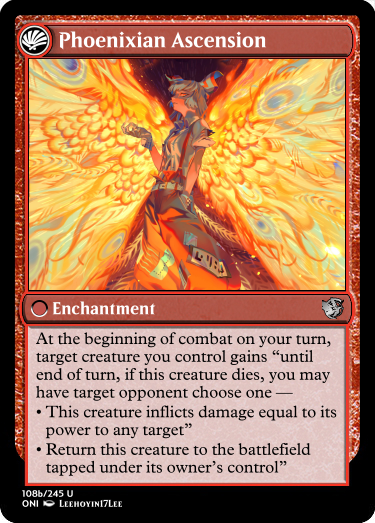 Phoenixian Ascension
Enchantment
At the beginning of combat on your turn,
target creature you control gains “until
end of turn, if this creature dies, you may
have target opponent choose one —
• This creature inflicts damage equal to its
power to any target”
• Return this creature to the battlefield
tapped under its owner’s control”
108b/245 U
ONI Leehoyin17Lee